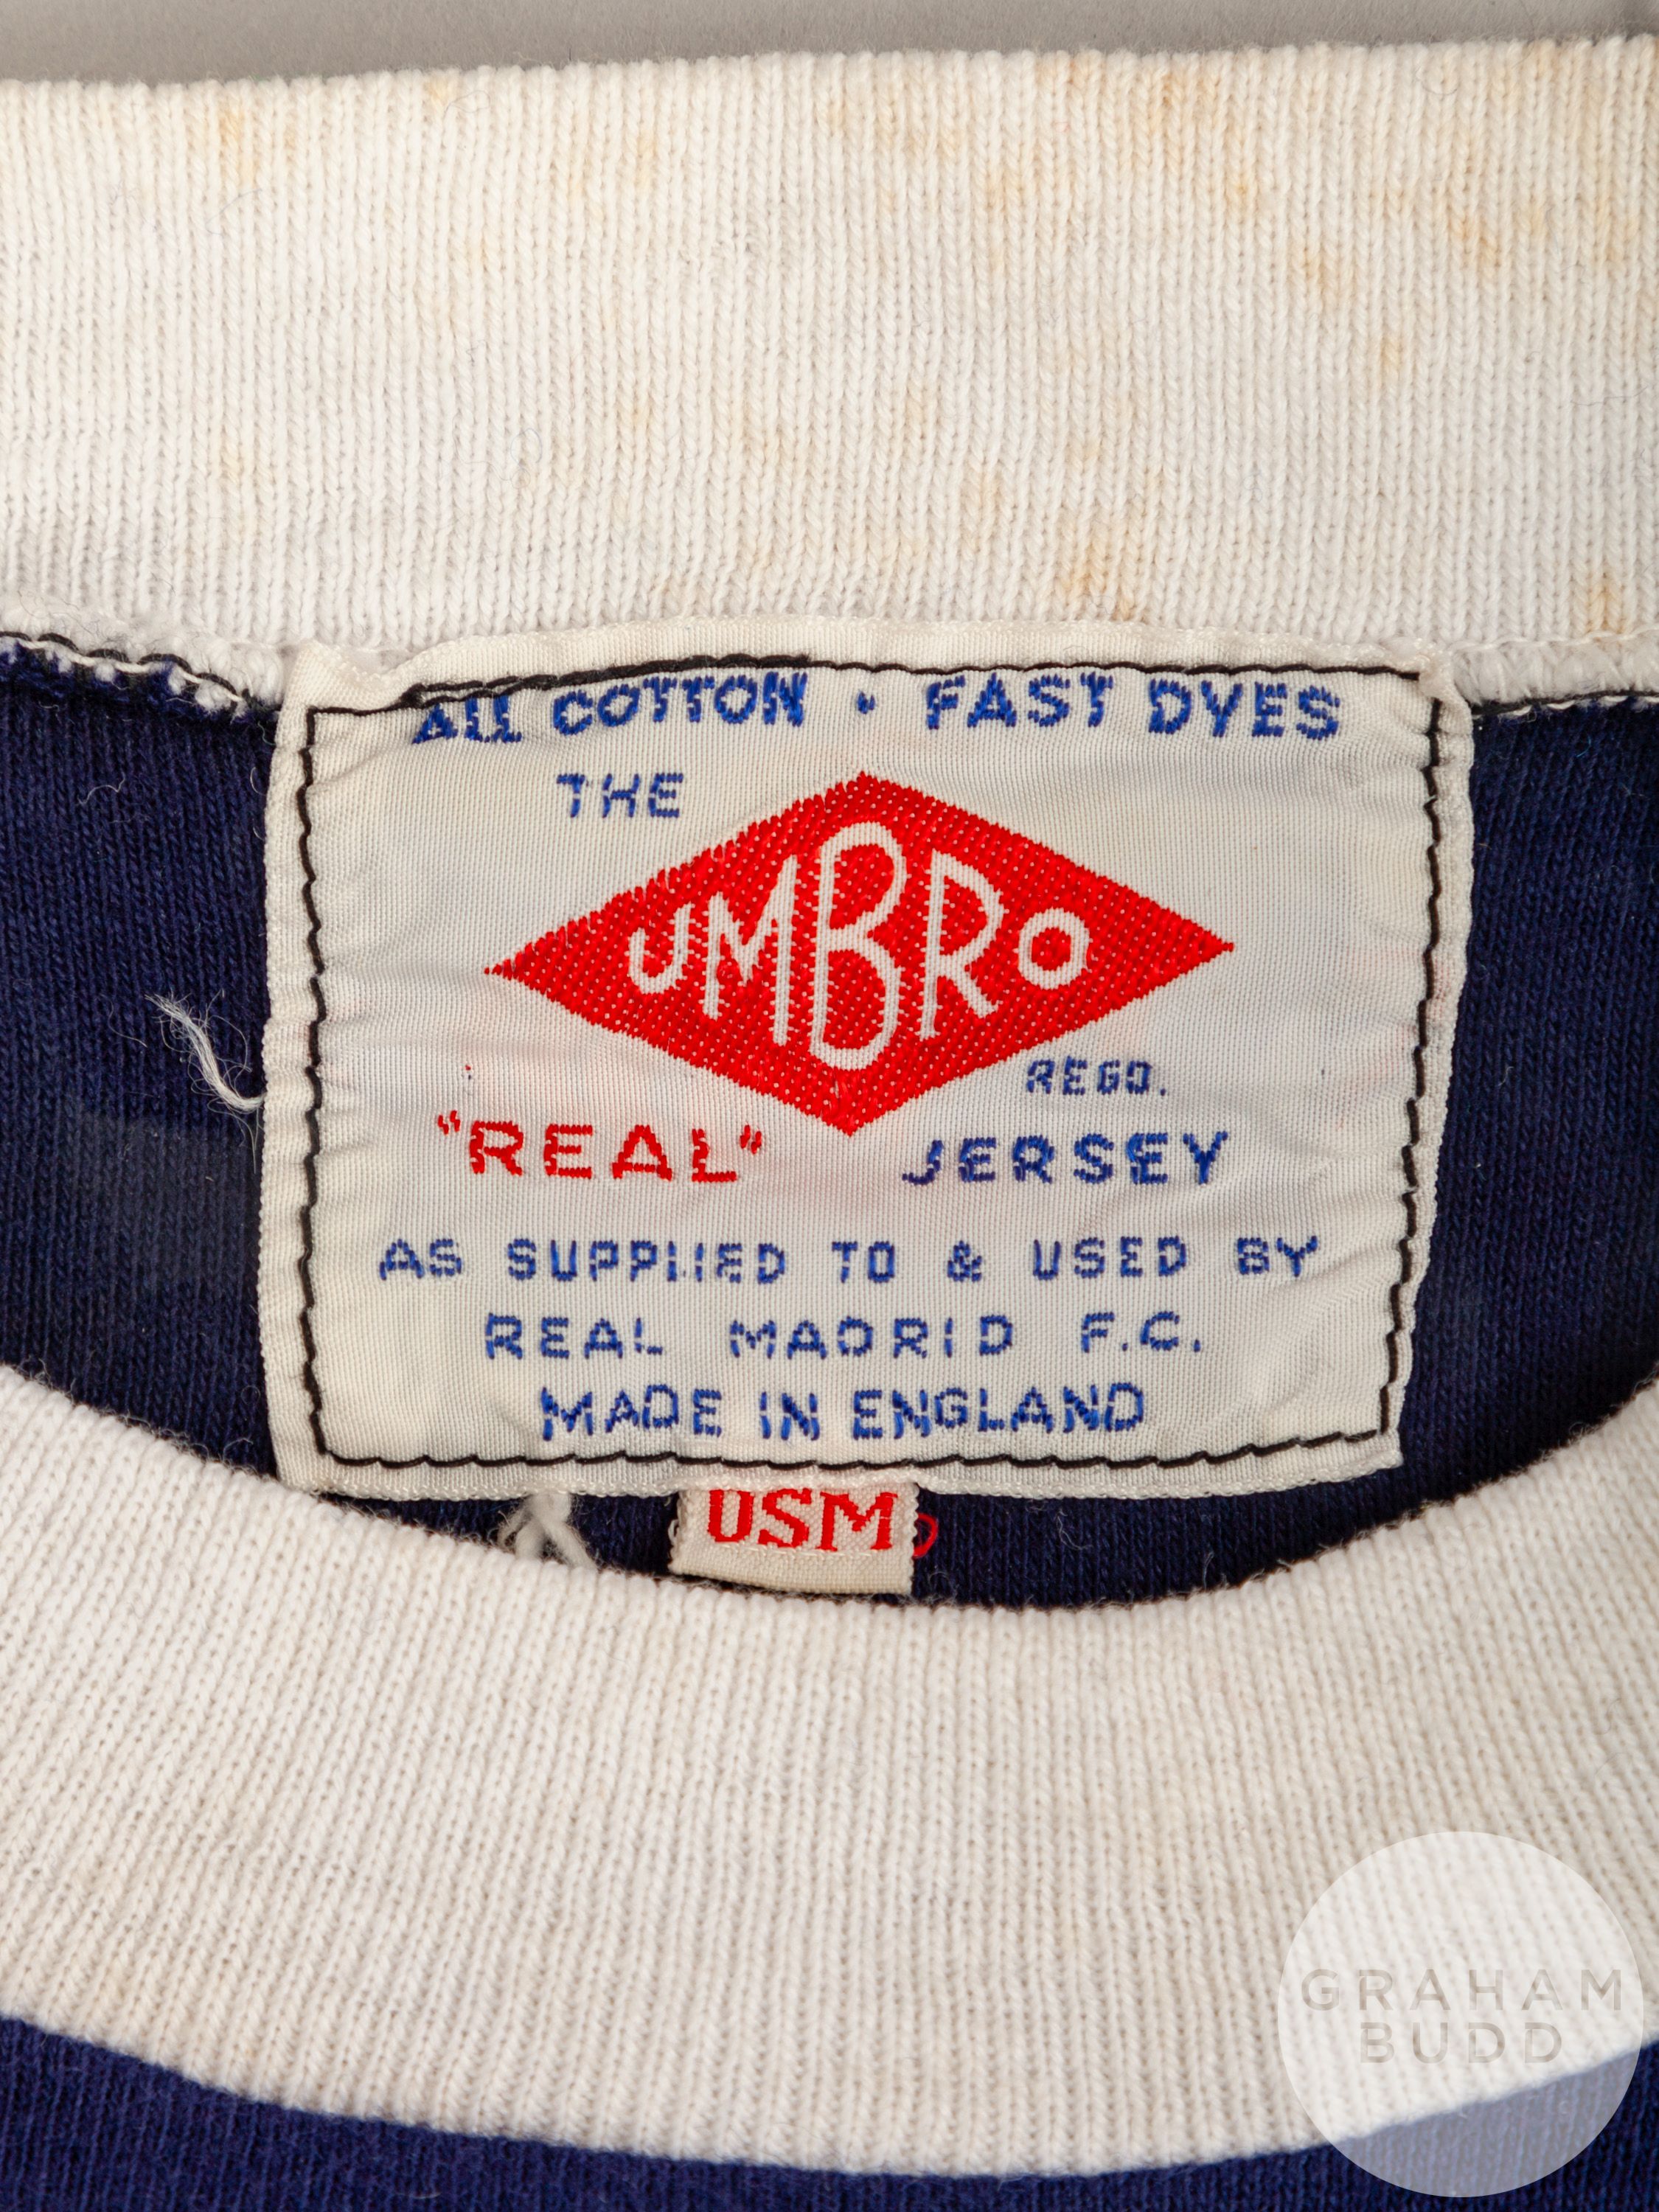 ALL COTTON • FAST DYES
THE
UMBRO
REGD.
"REAL" JERSEY
AS SUPPLIED TO & USED BY
REAL MADRID F.C.
MADE IN ENGLAND
USM
GRAHAM
BUDD